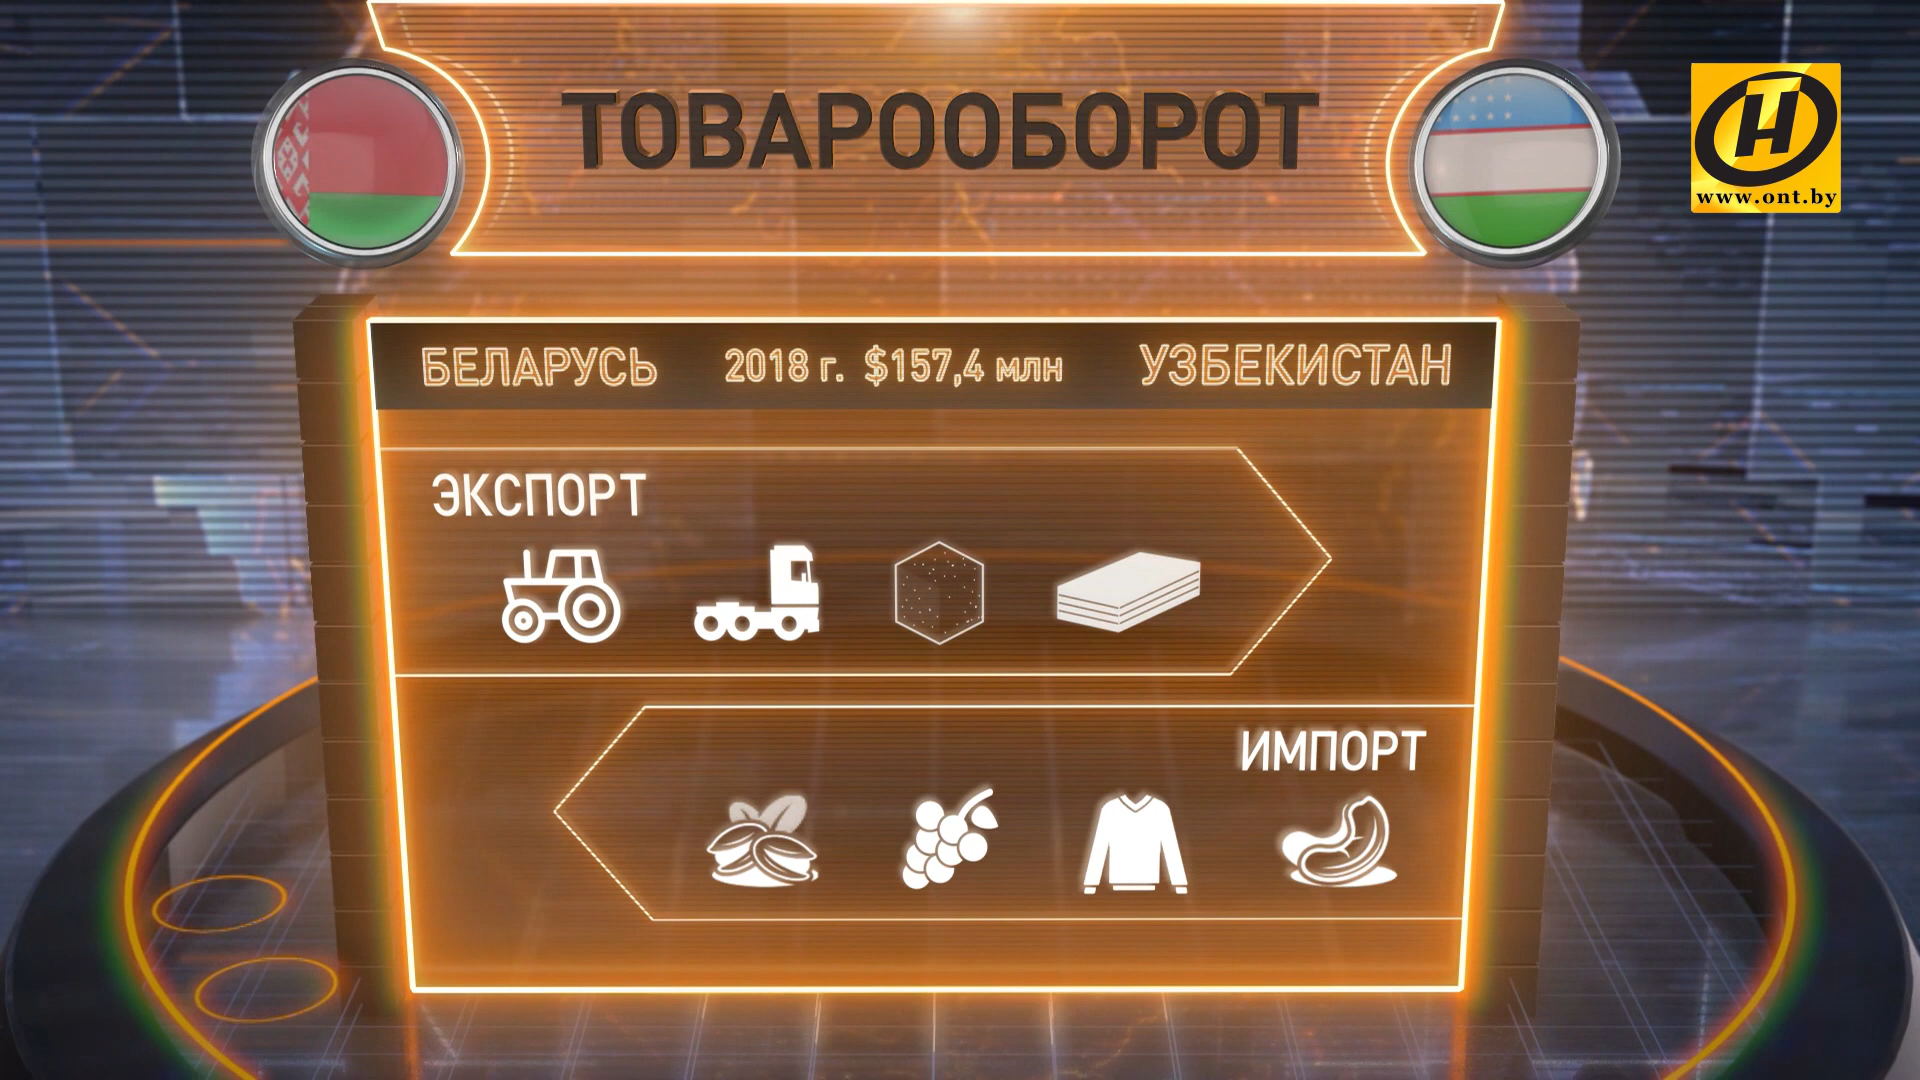 ТОВАРООБОРОТ
www.ont.by
БЕЛАРУСЬ 2018 г. $157,4 млн УЗБЕКИСТАН
ЭКСПОРТ
ИМПОРТ